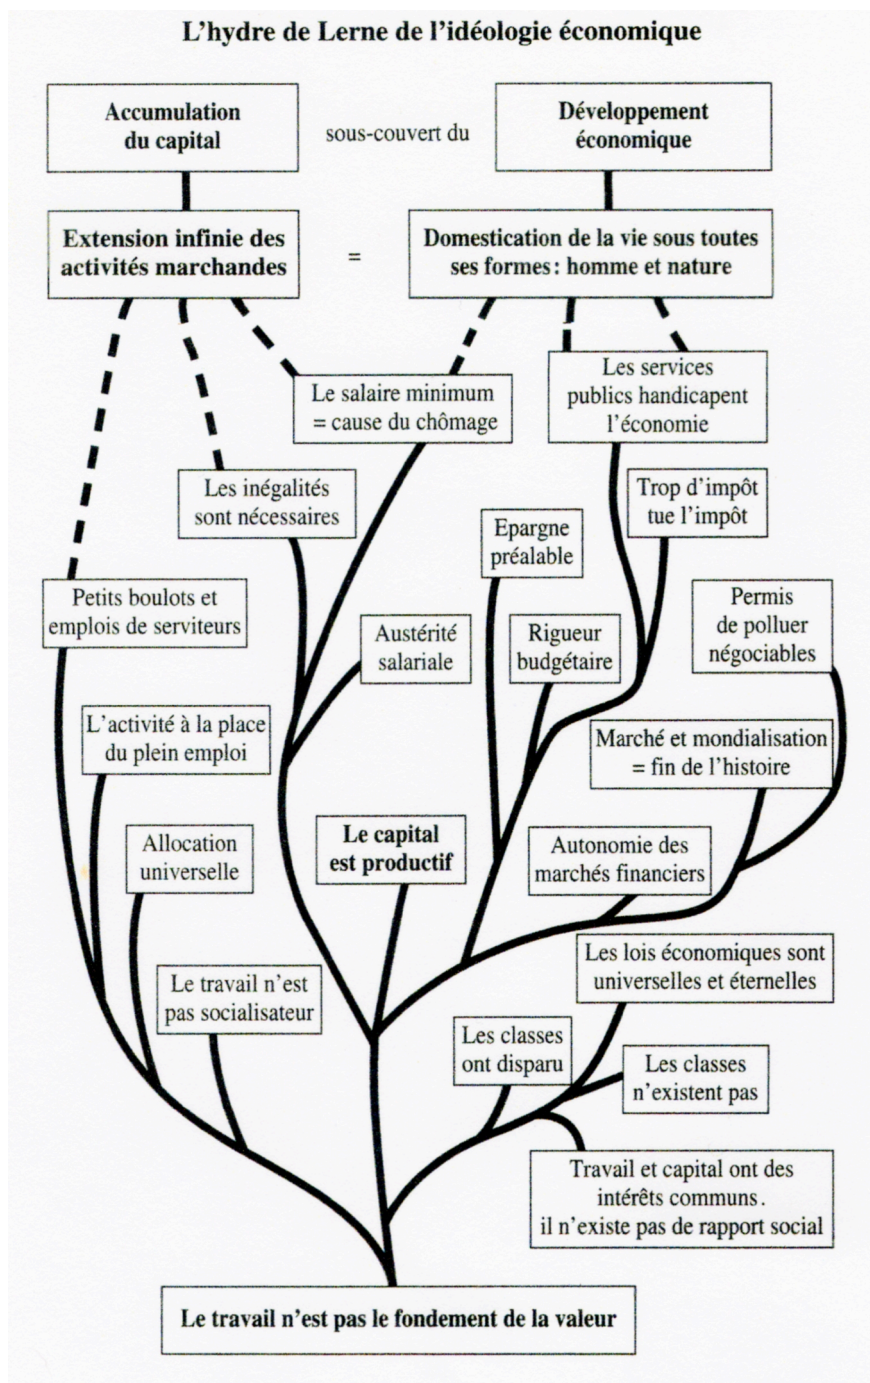 L'hydre de Lerne de l'idéologie économique
Accumulation
du capital
sous-couvert du
Développement
économique
Extension infinie des
activités marchandes
=
Domestication de la vie sous toutes
ses formes : homme et nature
Les services
publics handicapent
l'économie
Le salaire minimum
= cause du chômage
Les inégalités
sont nécessaires
Trop d'impôt
tue l'impôt
Epargne
préalable
Petits boulots et
emplois de serviteurs
Permis
de polluer
négociables
Austérité
salariale
Rigueur
budgétaire
L'activité à la place
du plein emploi
Marché et mondialisation
= fin de l'histoire
Allocation
universelle
Le capital
est productif
Autonomie des
marchés financiers
Les lois économiques sont
universelles et éternelles
Le travail n'est
pas socialisateur
Les classes
ont disparu
Les classes
n'existent pas
Travail et capital ont des
intérêts communs.
il n'existe pas de rapport social
Le travail n'est pas le fondement de la valeur